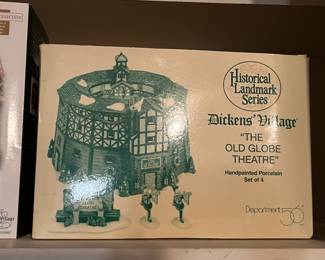 Historical
Landmark
Series
Dickens' Village
"THE
OLD GLOBE
THEATRE"
Handpainted Porcelain
Set of 4
Department 56